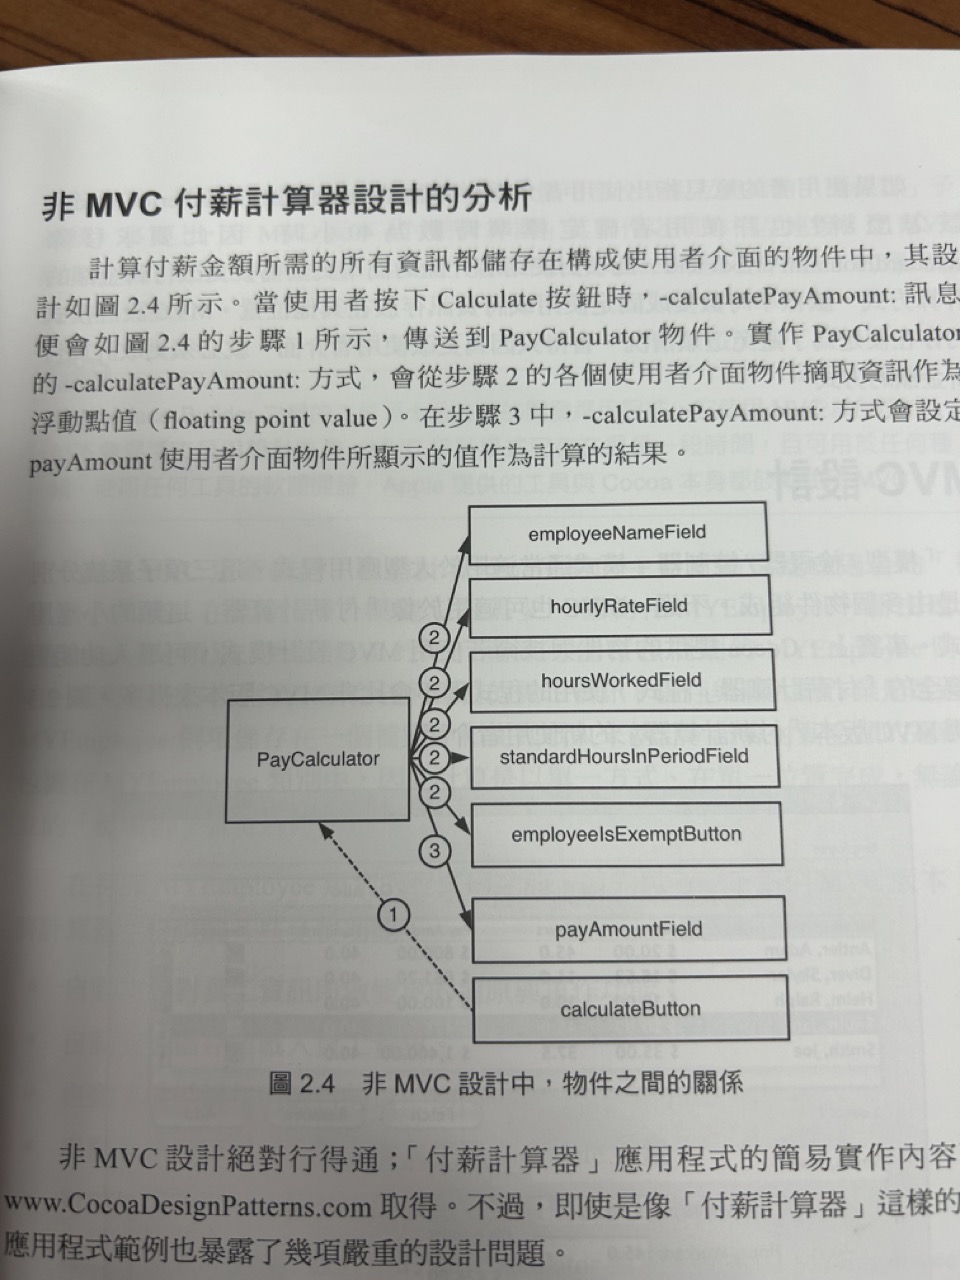 非 MVC 付薪計算器設計的分析
計算付薪金額所需的所有資訊都儲存在構成使用者介面的物件中，其設
計如圖 2.4 所示。當使用者按下 Calculate 按鈕時，-calculatePayAmount: 訊息
便會如圖 2.4 的步驟 1 所示，傳送到 PayCalculator 物件。實作 PayCalculator
的 -calculatePayAmount: 方式，會從步驟 2 的各個使用者介面物件摘取資訊作為
浮動點值（floating point value）。在步驟 3 中，-calculatePayAmount: 方式會設定
payAmount 使用者介面物件所顯示的值作為計算的結果。
employeeNameField
hourlyRateField
2
2
hoursWorkedField
2
PayCalculator
2
standardHoursInPeriodField
2
employeeIsExemptButton
3
1
payAmountField
calculateButton
圖 2.4　非 MVC 設計中，物件之間的關係
非 MVC 設計絕對行得通；「付薪計算器」應用程式的簡易實作內容
www.CocoaDesignPatterns.com 取得。不過，即使是像「付薪計算器」這樣的
應用程式範例也暴露了幾項嚴重的設計問題。